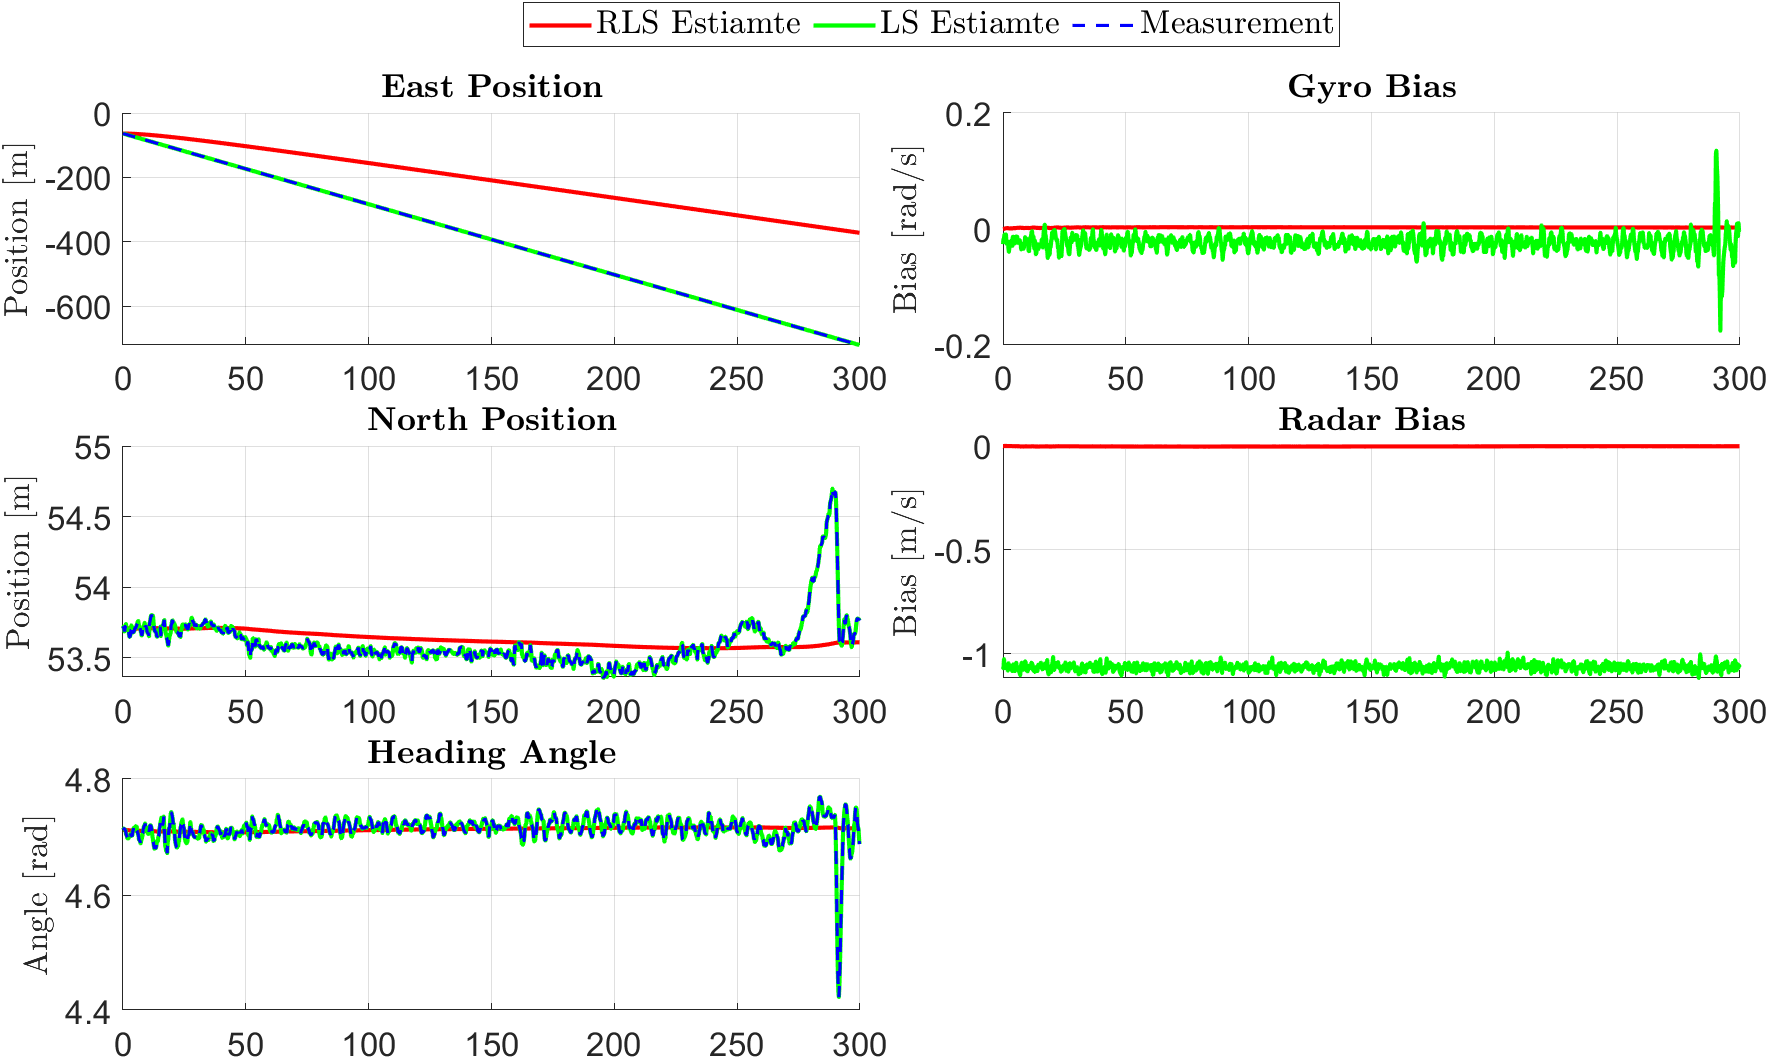 RLS Estiamte LS Estiamte Measurement
East Position
Position [m]
0
-200
-400
-600
0 50 100 150 200 250 300
Gyro Bias
Bias [rad/s]
0.2
0
-0.2
0 50 100 150 200 250 300
North Position
Position [m]
55
54.5
54
53.5
0 50 100 150 200 250 300
Radar Bias
Bias [m/s]
0
-0.5
-1
0 50 100 150 200 250 300
Heading Angle
Angle [rad]
4.8
4.6
4.4
0 50 100 150 200 250 300